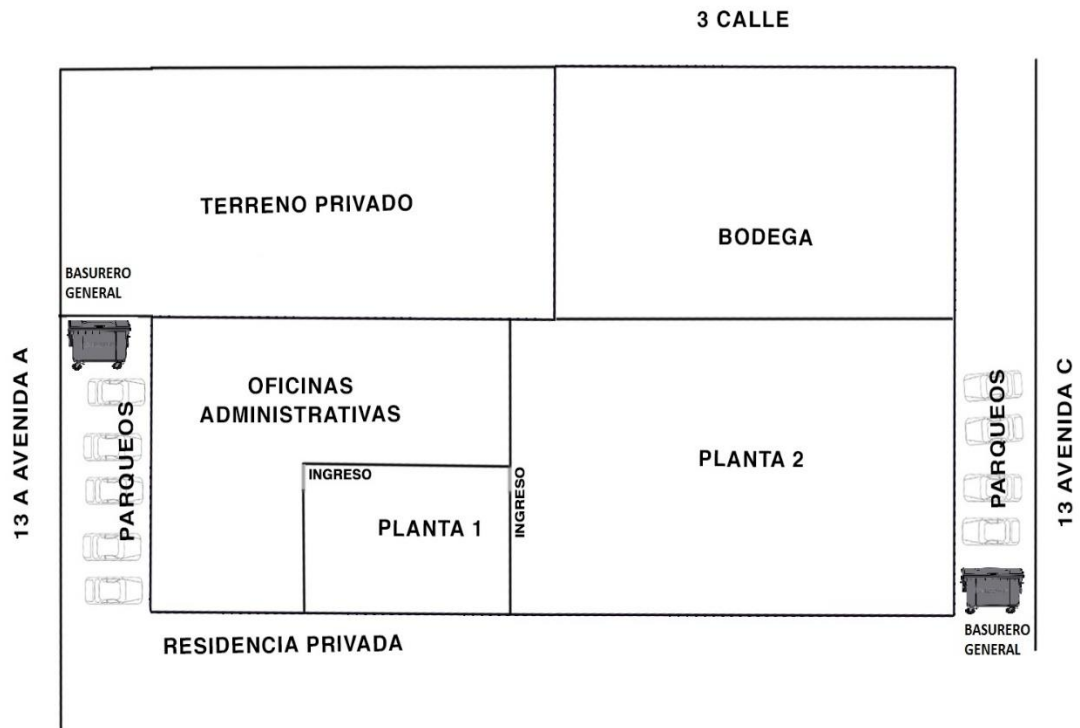 3 CALLE
TERRENO PRIVADO
BODEGA
BASURERO
GENERAL
13 A AVENIDA A
PARQUEOS
OFICINAS
ADMINISTRATIVAS
INGRESO
PLANTA 1
INGRESO
PLANTA 2
PARQUEOS
13 AVENIDA C
BASURERO
GENERAL
RESIDENCIA PRIVADA